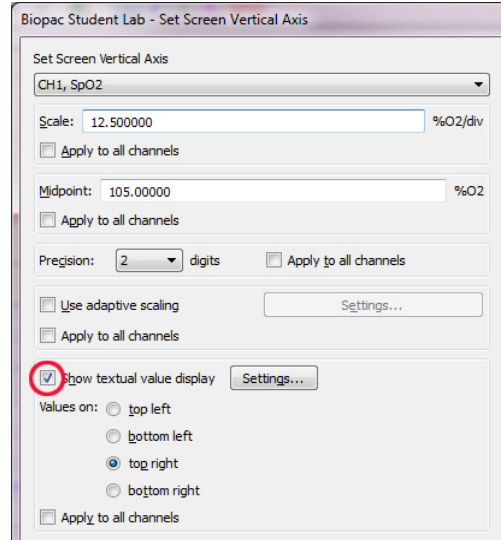 Biopac Student Lab - Set Screen Vertical Axis
Set Screen Vertical Axis
CH1, SpO2
Scale: 12.500000 %O2/div
Apply to all channels
Midpoint: 105.00000 %O2
Apply to all channels
Precision: 2 digits Apply to all channels
Use adaptive scaling Settings...
Apply to all channels
Show textual value display Settings...
Values on: top left
bottom left
top right
bottom right
Apply to all channels